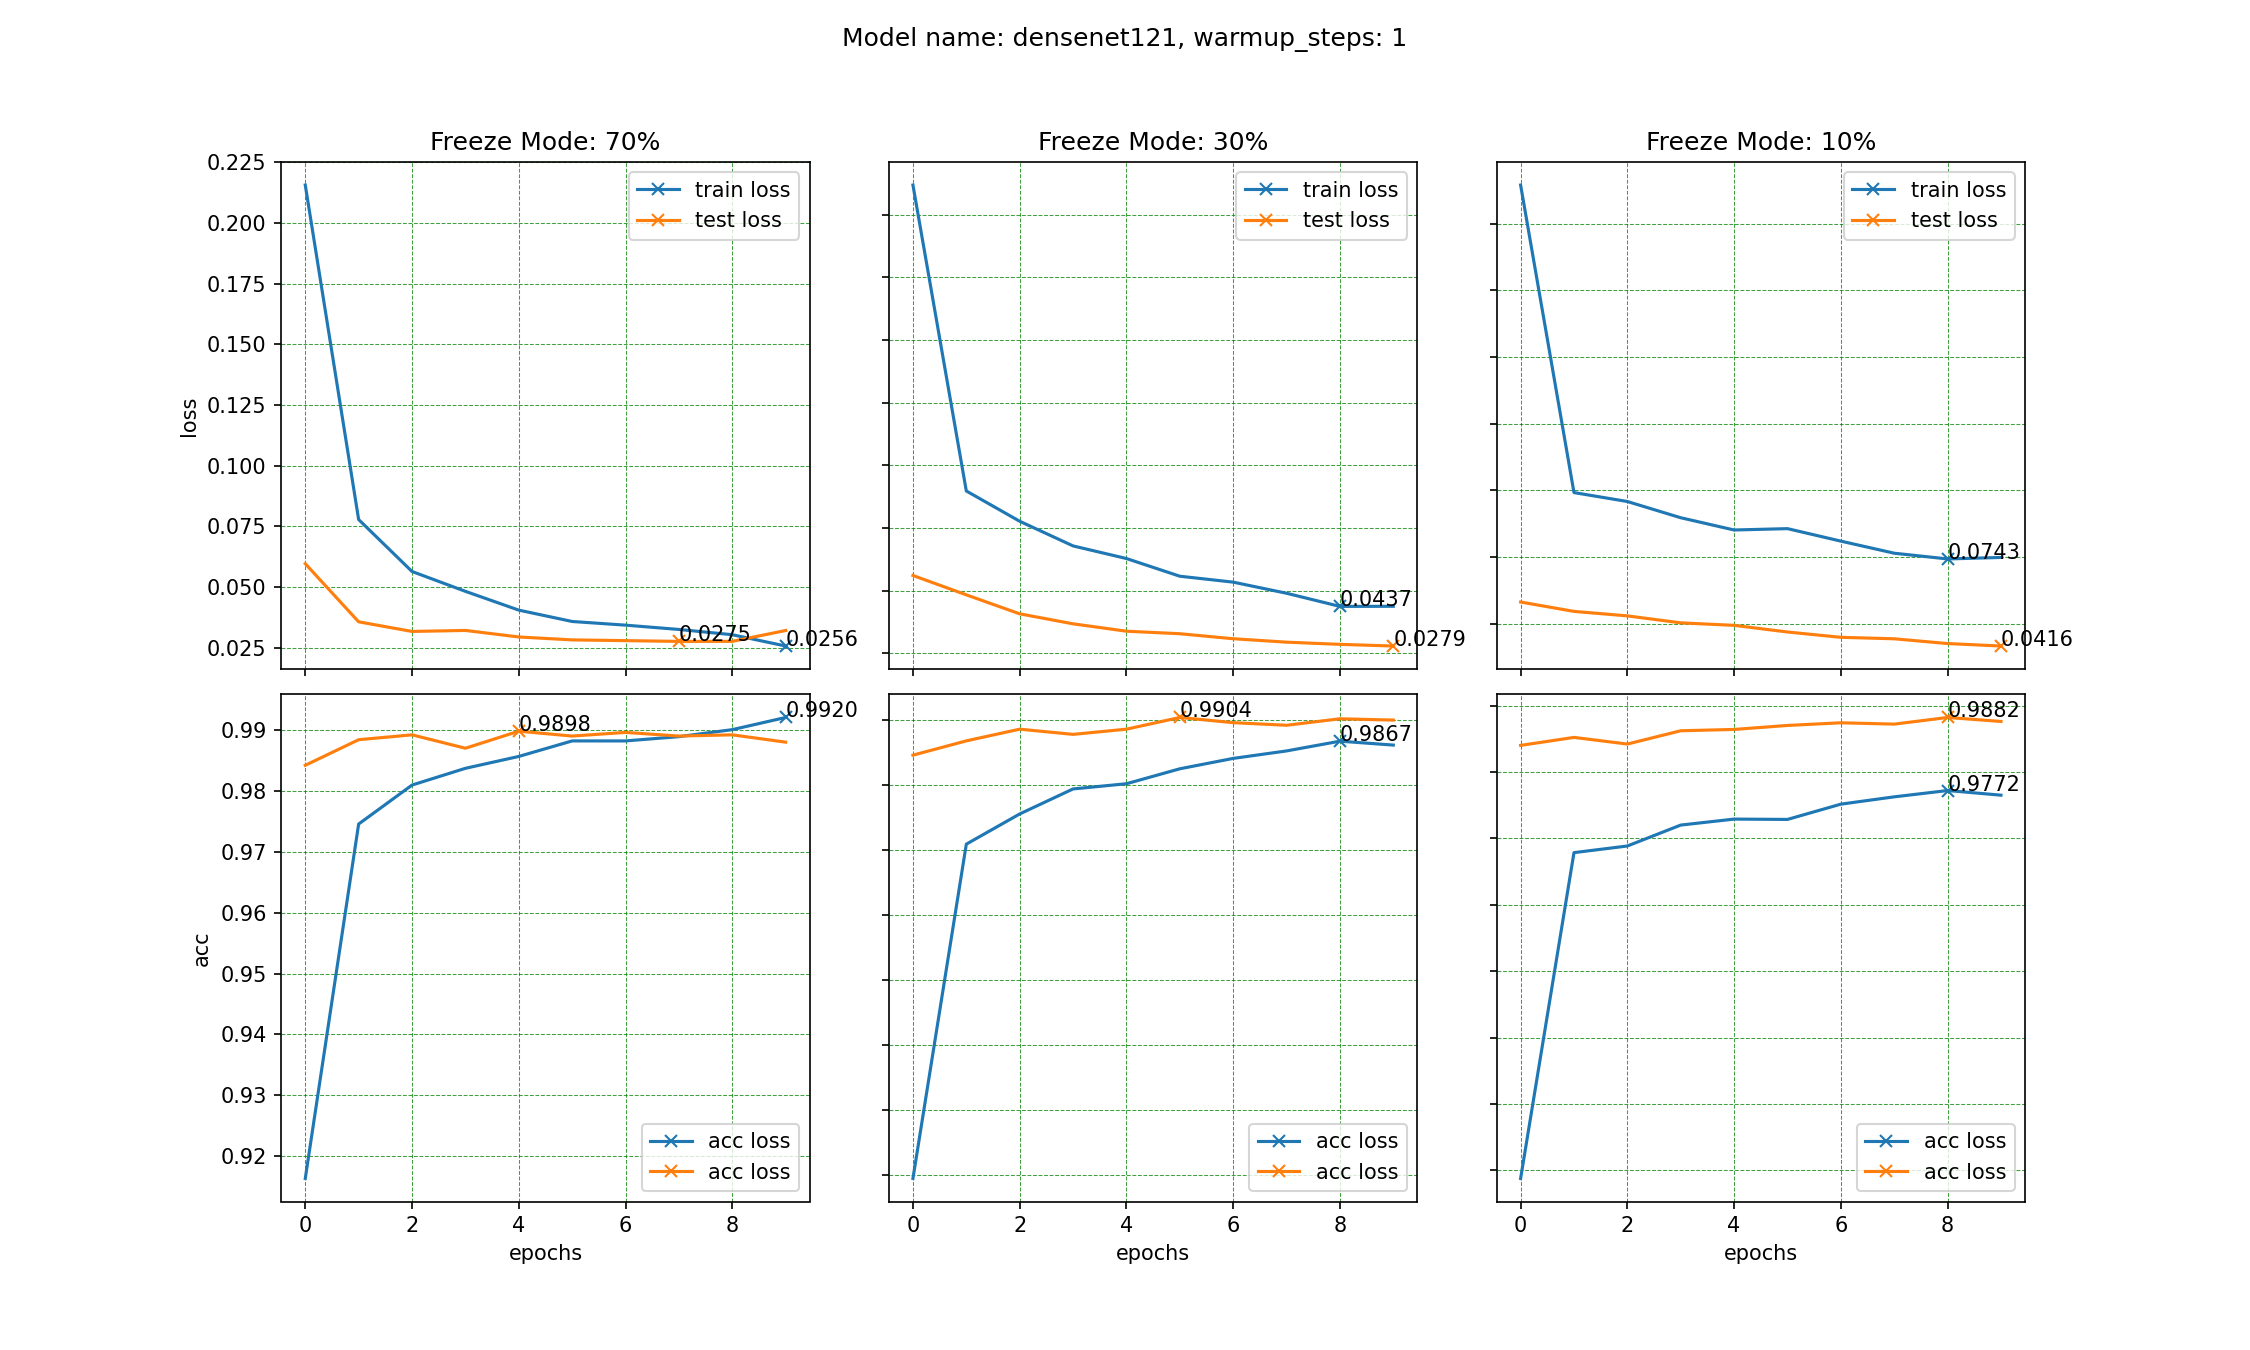 Model name: densenet121, warmup_steps: 1
Freeze Mode: 70%
0.225
0.200
0.175
0.150
0.125
0.100
0.075
0.050
0.025
loss
train loss
test loss
0.0275
0.0256
Freeze Mode: 30%
train loss
test loss
0.0437
0.0279
Freeze Mode: 10%
train loss
test loss
0.0743
0.0416
0.99
0.98
0.97
0.96
0.95
0.94
0.93
0.92
acc
0.9898
0.9920
acc loss
acc loss
0 2 4 6 8
epochs
0.9904
0.9867
acc loss
acc loss
0 2 4 6 8
epochs
0.9882
0.9772
acc loss
acc loss
0 2 4 6 8
epochs